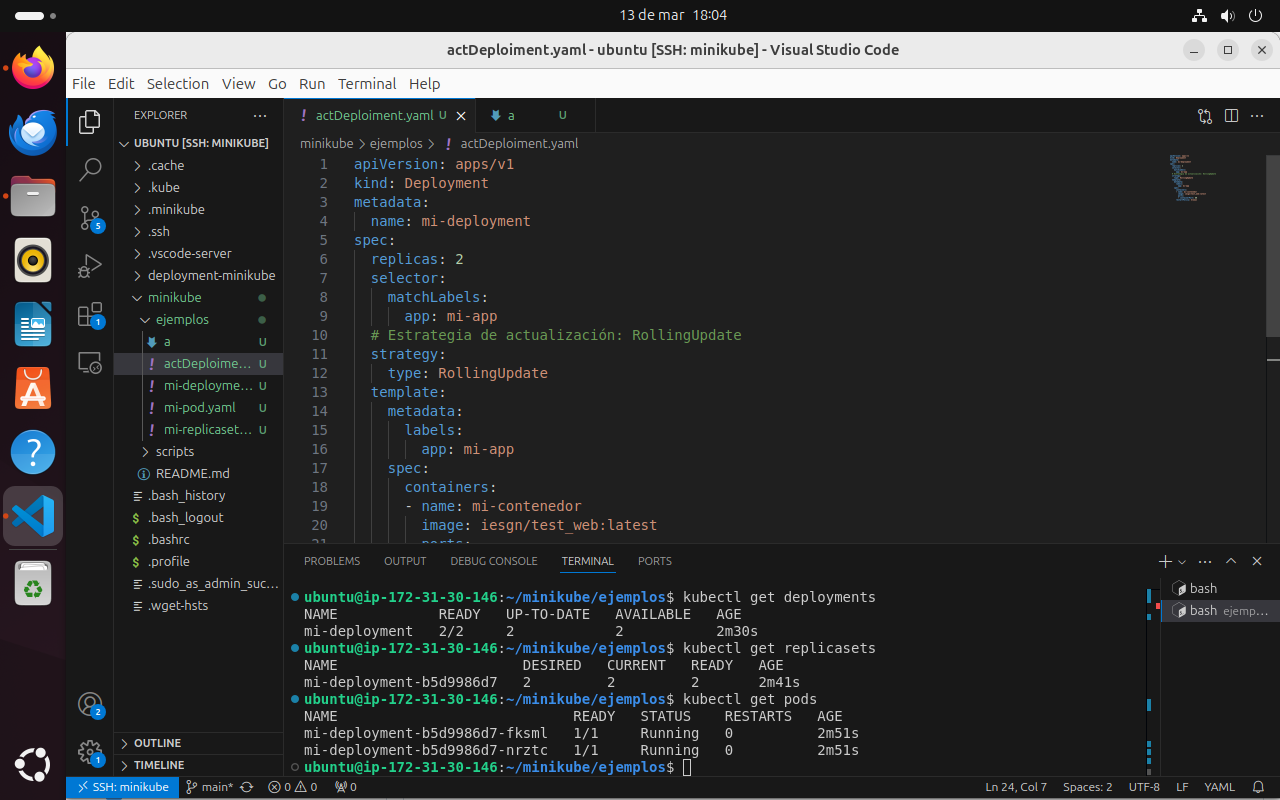 13 de mar 18:04
actDeploiment.yaml - ubuntu [SSH: minikube] - Visual Studio Code
File Edit Selection View Go Run Terminal Help
EXPLORER
UBUNTU [SSH: MINIKUBE]
.cache
.kube
.minikube
.ssh
.vscode-server
deployment-minikube
minikube
ejemplos
a U
actDeploime... U
mi-deployme... U
mi-pod.yaml U
mi-replicaset... U
scripts
README.md
.bash_history
.bash_logout
.bashrc
.profile
.sudo_as_admin_suc...
.wget-hsts
OUTLINE
TIMELINE
5
1
2
1
actDeploiment.yaml U
a U
minikube > ejemplos > ! actDeploiment.yaml
1 apiVersion: apps/v1
2 kind: Deployment
3 metadata:
4 name: mi-deployment
5 spec:
6 replicas: 2
7 selector:
8 matchLabels:
9 app: mi-app
10 # Estrategia de actualización: RollingUpdate
11 strategy:
12 type: RollingUpdate
13 template:
14 metadata:
15 labels:
16 app: mi-app
17 spec:
18 containers:
19 - name: mi-contenedor
20 image: iesgn/test_web:latest
21 ports:
PROBLEMS OUTPUT DEBUG CONSOLE TERMINAL PORTS
ubuntu@ip-172-31-30-146:~/minikube/ejemplos$ kubectl get deployments
NAME READY UP-TO-DATE AVAILABLE AGE
mi-deployment 2/2 2 2 2m30s
ubuntu@ip-172-31-30-146:~/minikube/ejemplos$ kubectl get replicasets
NAME DESIRED CURRENT READY AGE
mi-deployment-b5d9986d7 2 2 2 2m41s
ubuntu@ip-172-31-30-146:~/minikube/ejemplos$ kubectl get pods
NAME READY STATUS RESTARTS AGE
mi-deployment-b5d9986d7-fksml 1/1 Running 0 2m51s
mi-deployment-b5d9986d7-nrztc 1/1 Running 0 2m51s
ubuntu@ip-172-31-30-146:~/minikube/ejemplos$
bash
bash ejemp...
SSH: minikube main* 0 0 0 Ln 24, Col 7 Spaces: 2 UTF-8 LF YAML